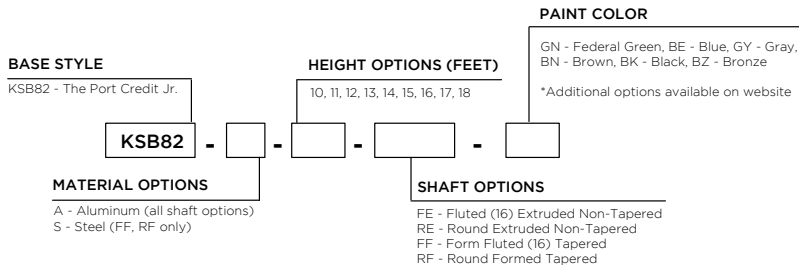 PAINT COLOR
GN - Federal Green, BE - Blue, GY - Gray,
BN - Brown, BK - Black, BZ - Bronze
*Additional options available on website
BASE STYLE
KSB82 - The Port Credit Jr.
HEIGHT OPTIONS (FEET)
10, 11, 12, 13, 14, 15, 16, 17, 18
KSB82 - - - -
MATERIAL OPTIONS
A - Aluminum (all shaft options)
S - Steel (FF, RF only)
SHAFT OPTIONS
FE - Fluted (16) Extruded Non-Tapered
RE - Round Extruded Non-Tapered
FF - Form Fluted (16) Tapered
RF - Round Formed Tapered